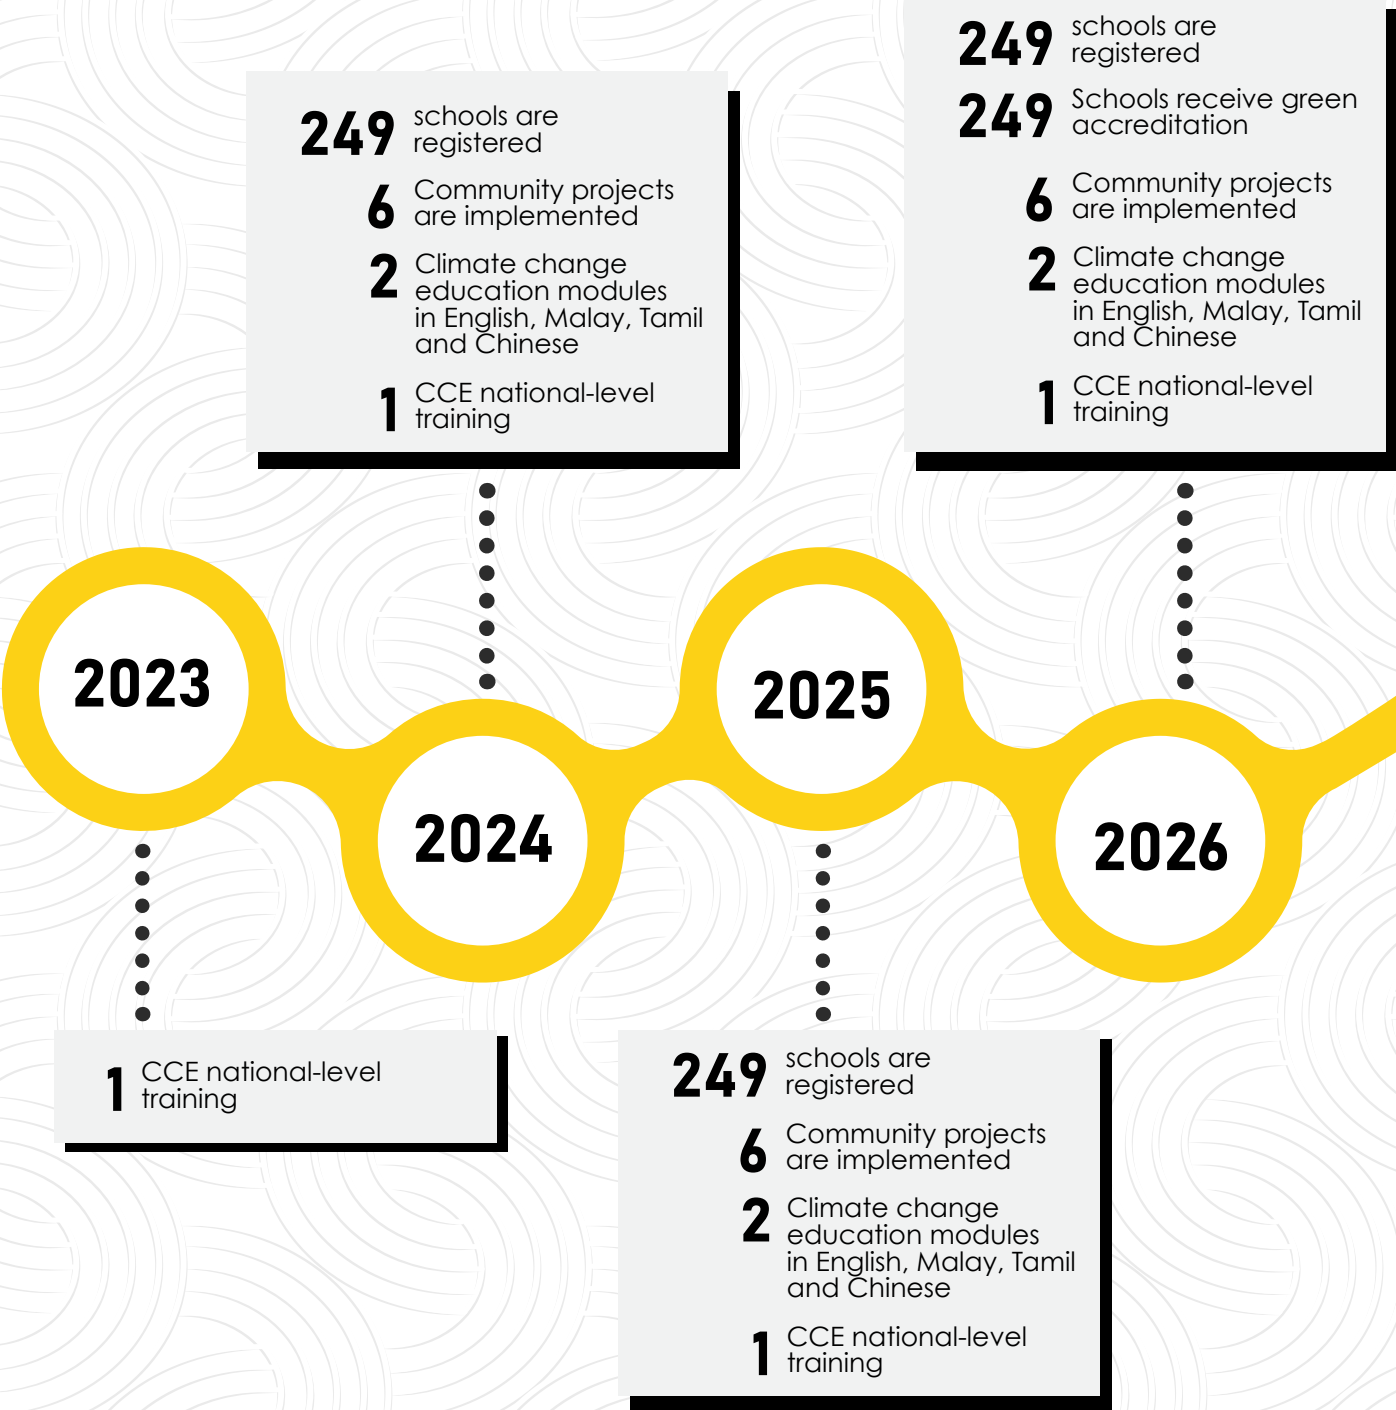 249 schools are
registered
6 Community projects
are implemented
2 Climate change
education modules
in English, Malay, Tamil
and Chinese
1 CCE national-level
training
249 schools are
registered
249 Schools receive green
accreditation
6 Community projects
are implemented
2 Climate change
education modules
in English, Malay, Tamil
and Chinese
1 CCE national-level
training
2023
2024
2025
2026
1 CCE national-level
training
249 schools are
registered
6 Community projects
are implemented
2 Climate change
education modules
in English, Malay, Tamil
and Chinese
1 CCE national-level
training